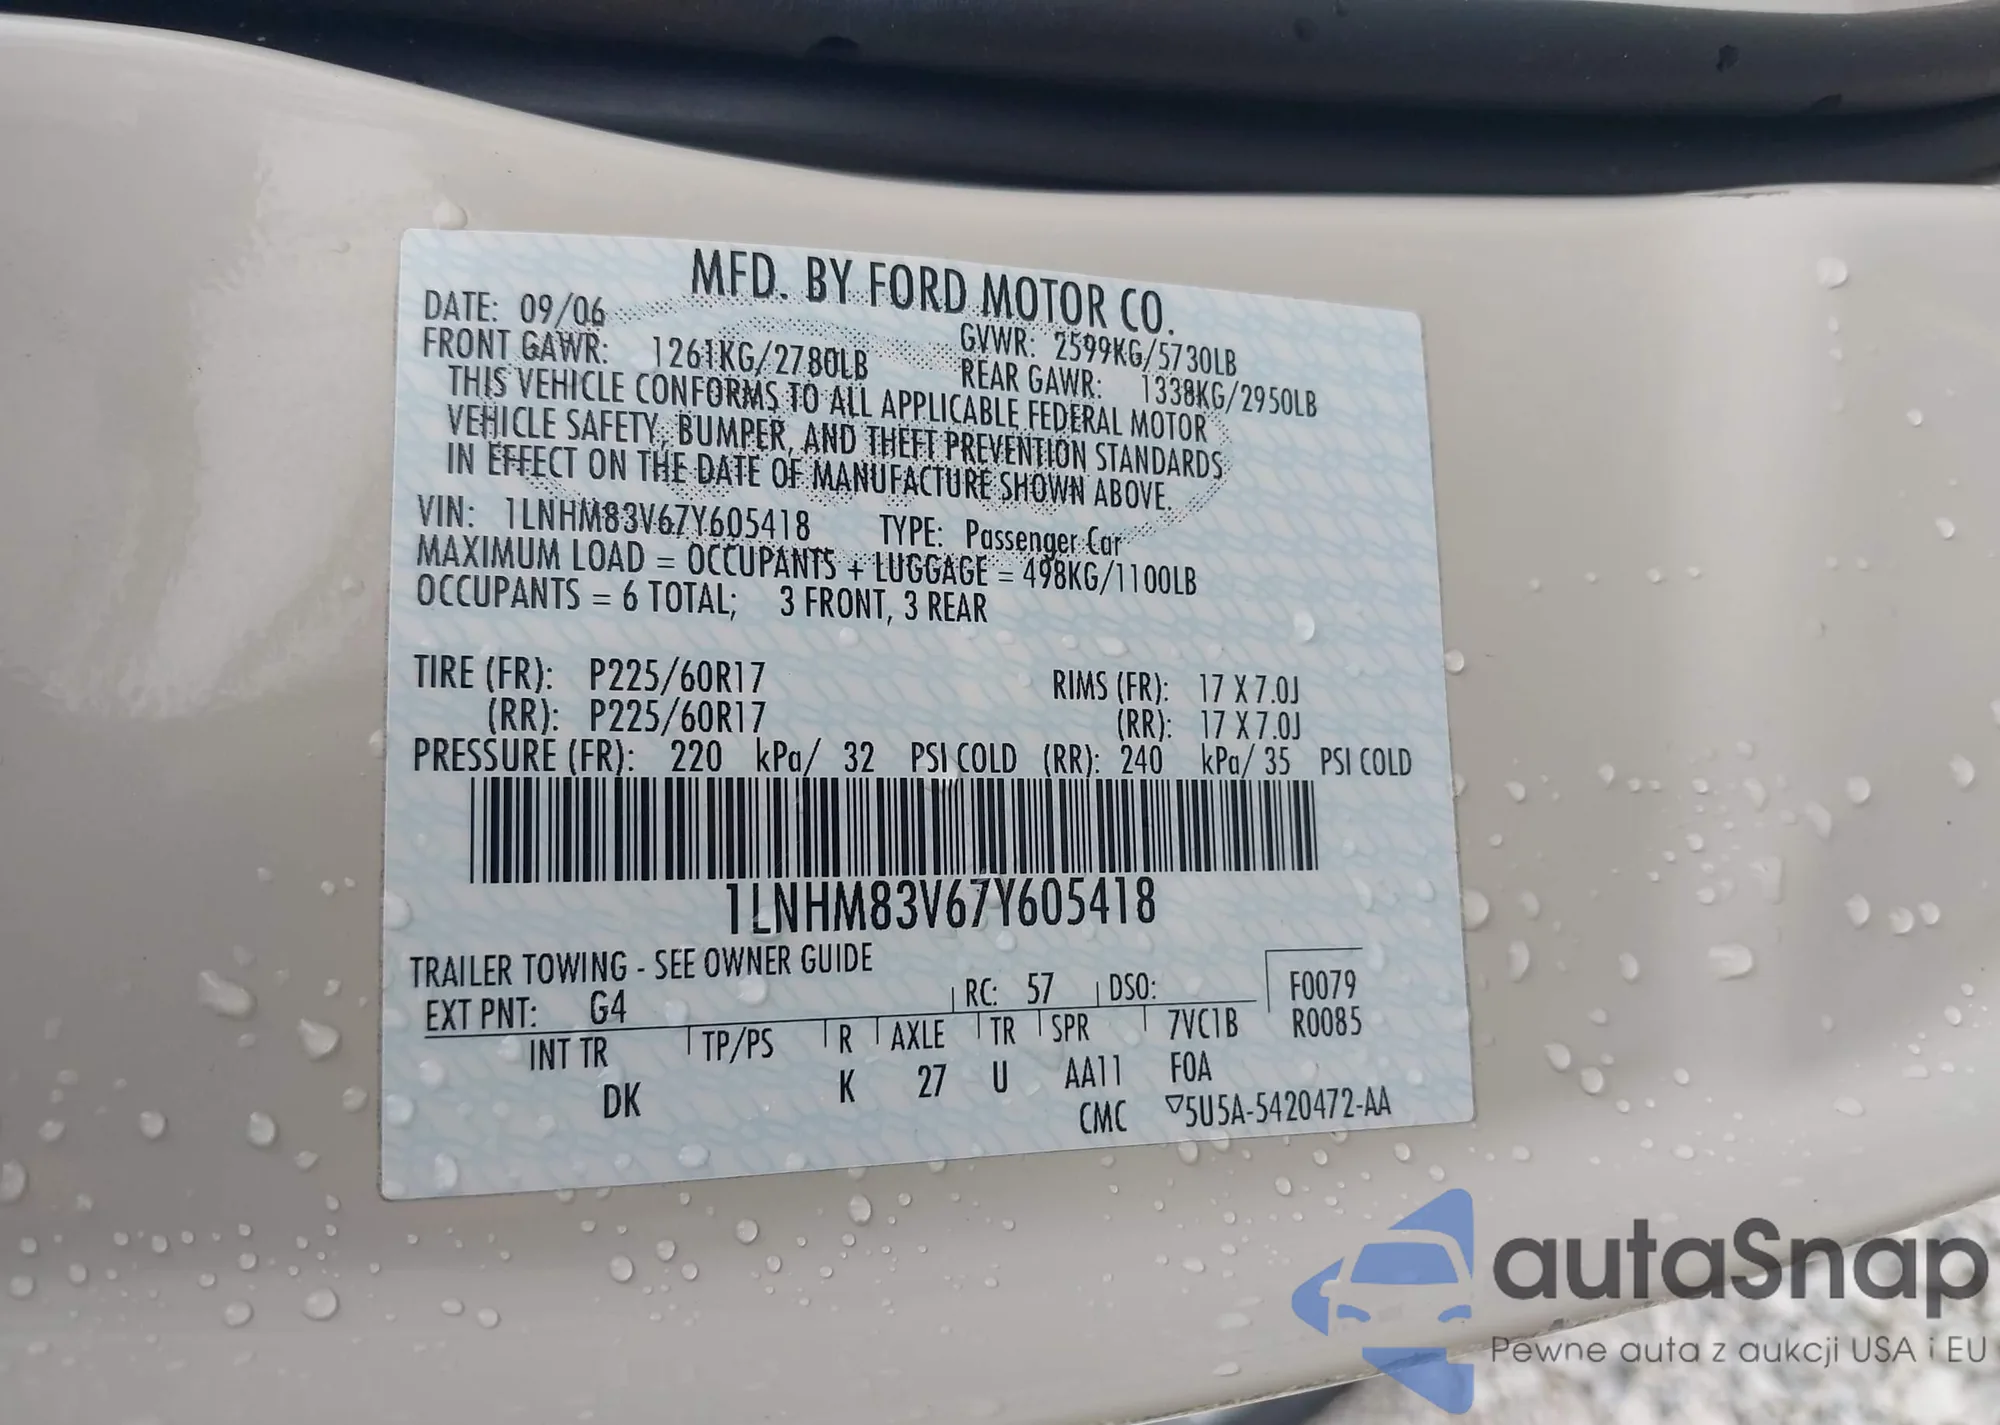 MFD. BY FORD MOTOR CO.
DATE: 09/06 GVWR: 2599KG/5730LB
FRONT GAWR: 1261KG/2780LB REAR GAWR: 1338KG/2950LB
THIS VEHICLE CONFORMS TO ALL APPLICABLE FEDERAL MOTOR
VEHICLE SAFETY, BUMPER, AND THEFT PREVENTION STANDARDS
IN EFFECT ON THE DATE OF MANUFACTURE SHOWN ABOVE.
VIN: 1LNHM83V67Y605418 TYPE: Passenger Car
MAXIMUM LOAD = OCCUPANTS + LUGGAGE = 498KG/1100LB
OCCUPANTS = 6 TOTAL; 3 FRONT, 3 REAR
TIRE (FR): P225/60R17 RIMS (FR): 17 X 7.0J
(RR): P225/60R17 (RR): 17 X 7.0J
PRESSURE (FR): 220 kPa/ 32 PSI COLD (RR): 240 kPa/ 35 PSI COLD
1LNHM83V67Y605418
TRAILER TOWING - SEE OWNER GUIDE
EXT PNT: G4 RC: 57 DSO: F0079
INT TR TP/PS R AXLE TR SPR 7VC1B R0085
DK K 27 U AA11 F0A
CMC ▽5U5A-5420472-AA
autaSnap
Pewne auta z aukcji USA i EU